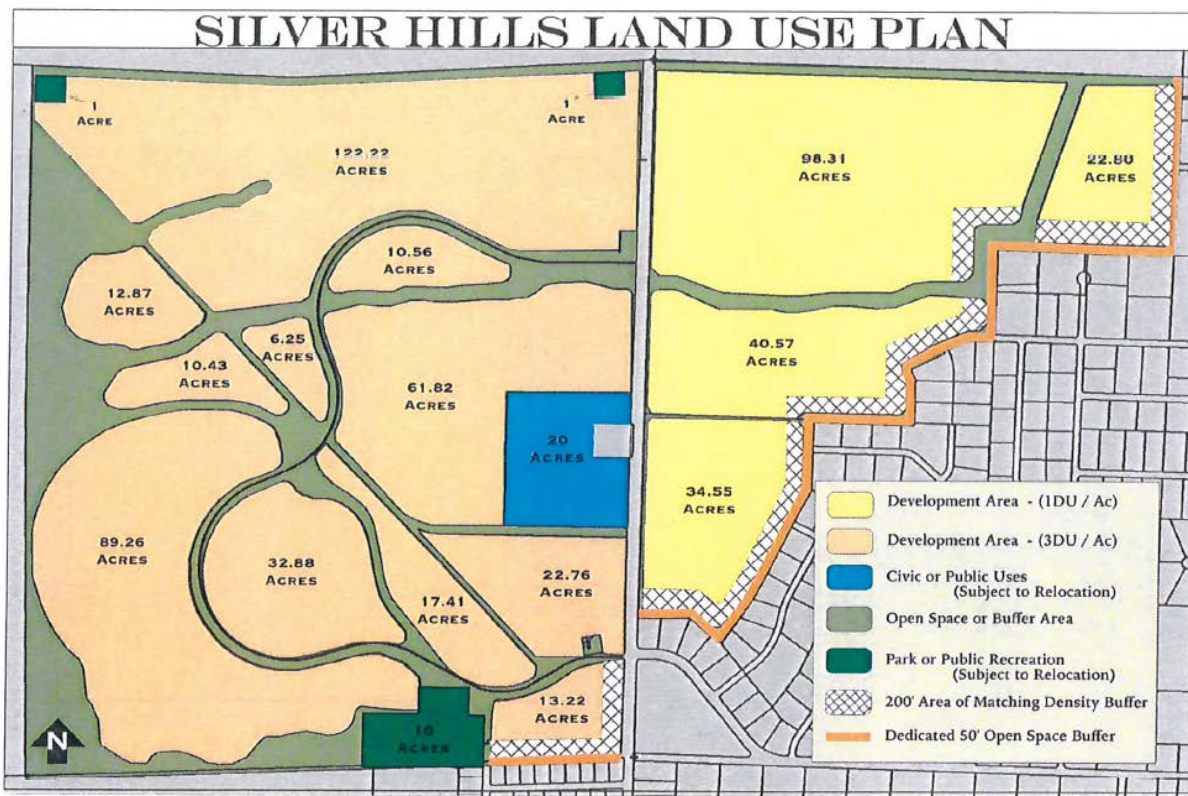 SILVER HILLS LAND USE PLAN
1
ACRE
1
ACRE
122.22
ACRES
98.31
ACRES
22.80
ACRES
10.56
ACRES
12.87
ACRES
6.25
ACRES
10.43
ACRES
61.82
ACRES
40.57
ACRES
20
ACRES
34.55
ACRES
89.26
ACRES
32.88
ACRES
17.41
ACRES
22.76
ACRES
13.22
ACRES
10
ACRES
N
Development Area - (1DU / Ac)
Development Area - (3DU / Ac)
Civic or Public Uses
(Subject to Relocation)
Open Space or Buffer Area
Park or Public Recreation
(Subject to Relocation)
200' Area of Matching Density Buffer
Dedicated 50' Open Space Buffer